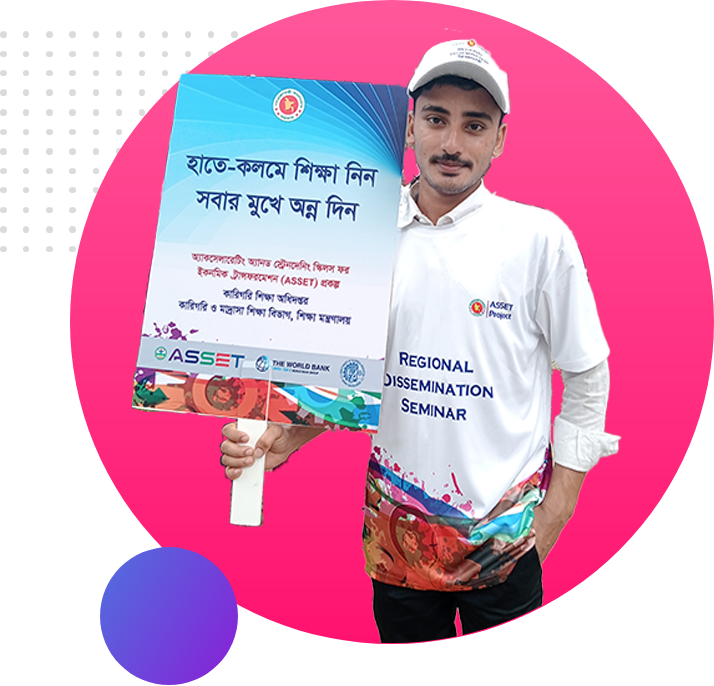 হাতে-কলমে শিক্ষা নিন
সবার মুখে অন্ন দিন
অ্যাকসেলারেটিং অ্যানড স্ট্রেনদেনিং স্কিলস ফর
ইকনমিক ট্রান্সফরমেশন (ASSET) প্রকল্প
কারিগরি শিক্ষা অধিদপ্তর
কারিগরি ও মাদ্রাসা শিক্ষা বিভাগ, শিক্ষা মন্ত্রণালয়
ASSET
THE WORLD BANK
ASSET
Project
REGIONAL
DISSEMINATION
SEMINAR